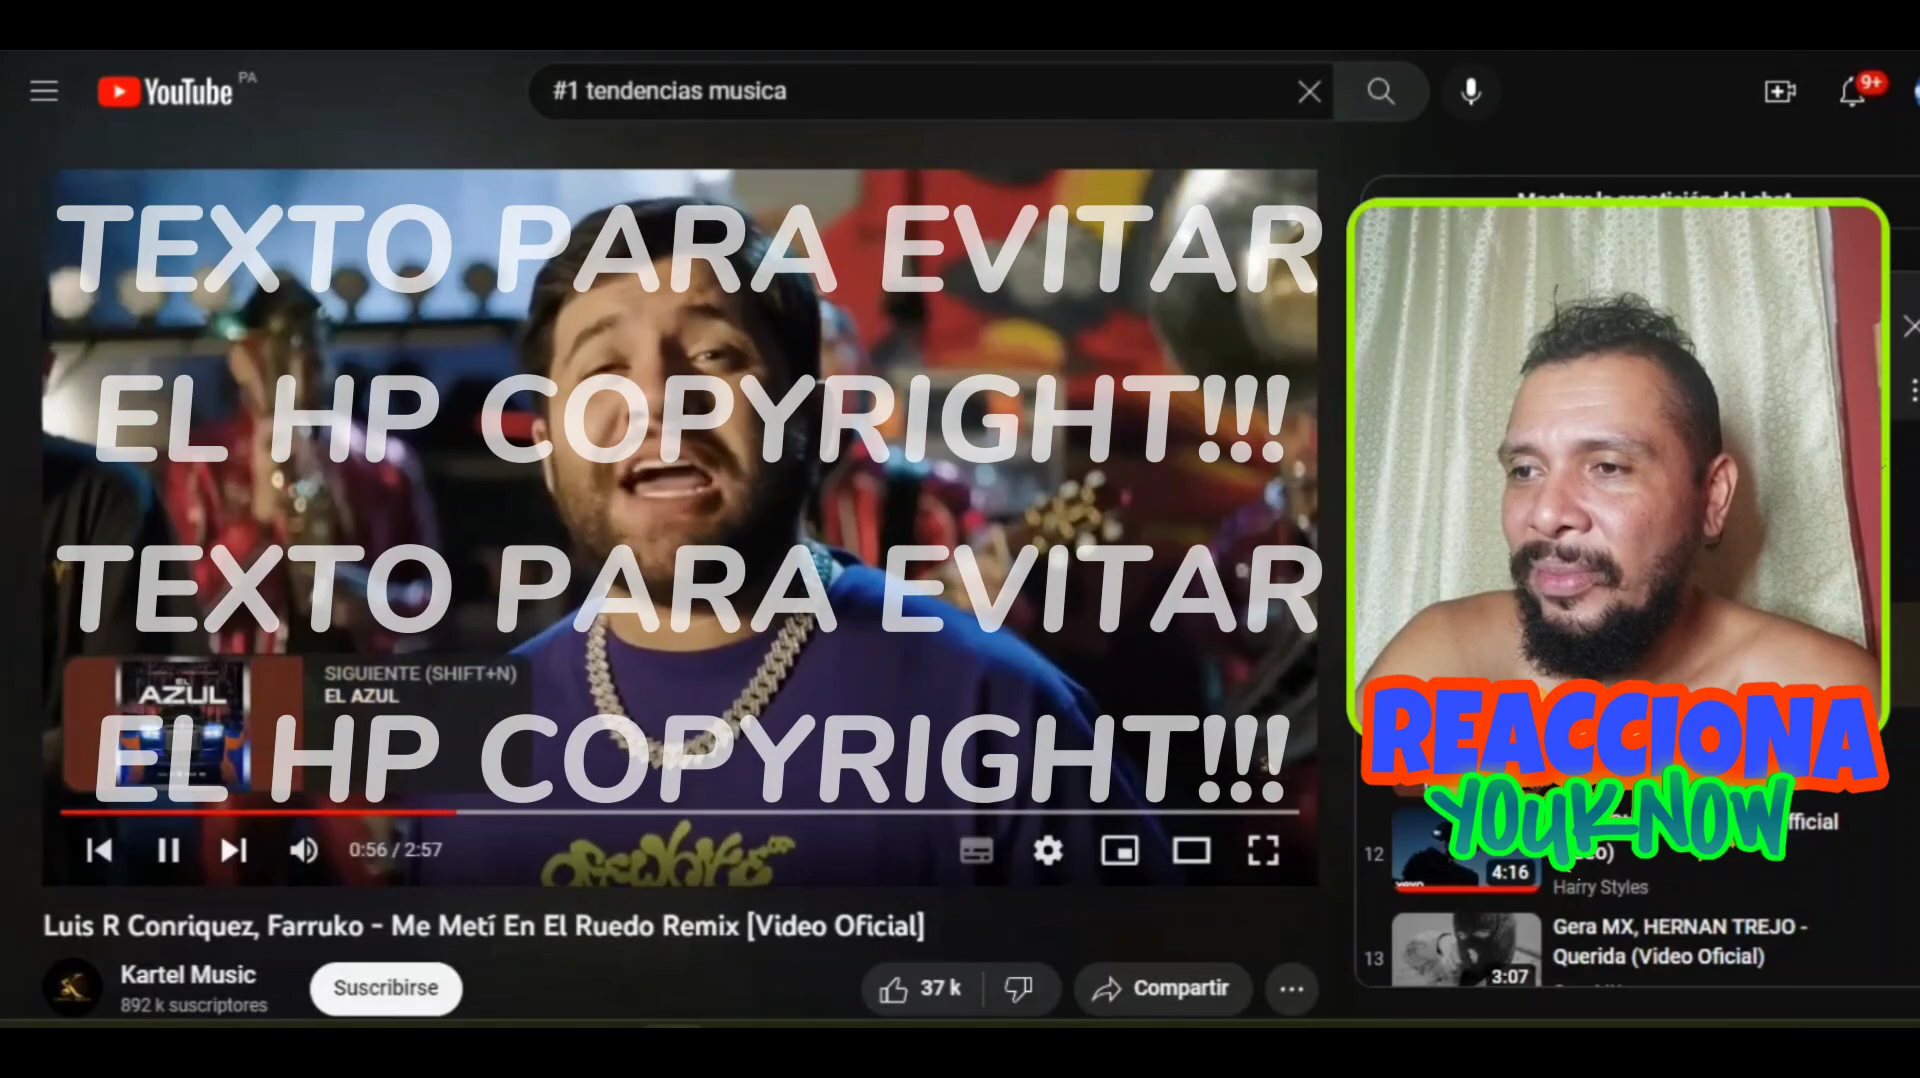 YouTube PA
#1 tendencias musica
9+
TEXTO PARA EVITAR
EL HP COPYRIGHT!!!
TEXTO PARA EVITAR
EL HP COPYRIGHT!!!
SIGUIENTE (SHIFT+N)
EL AZUL
EL
AZUL
0:56 / 2:57
Luis R Conriquez, Farruko - Me Metí En El Ruedo Remix [Video Oficial]
Kartel Music
892 k suscriptores
Suscribirse
37 k
Compartir
REACCIONA
YOUKNOW
12
4:16
Harry Styles
13
3:07
Gera MX, HERNAN TREJO -
Querida (Video Oficial)